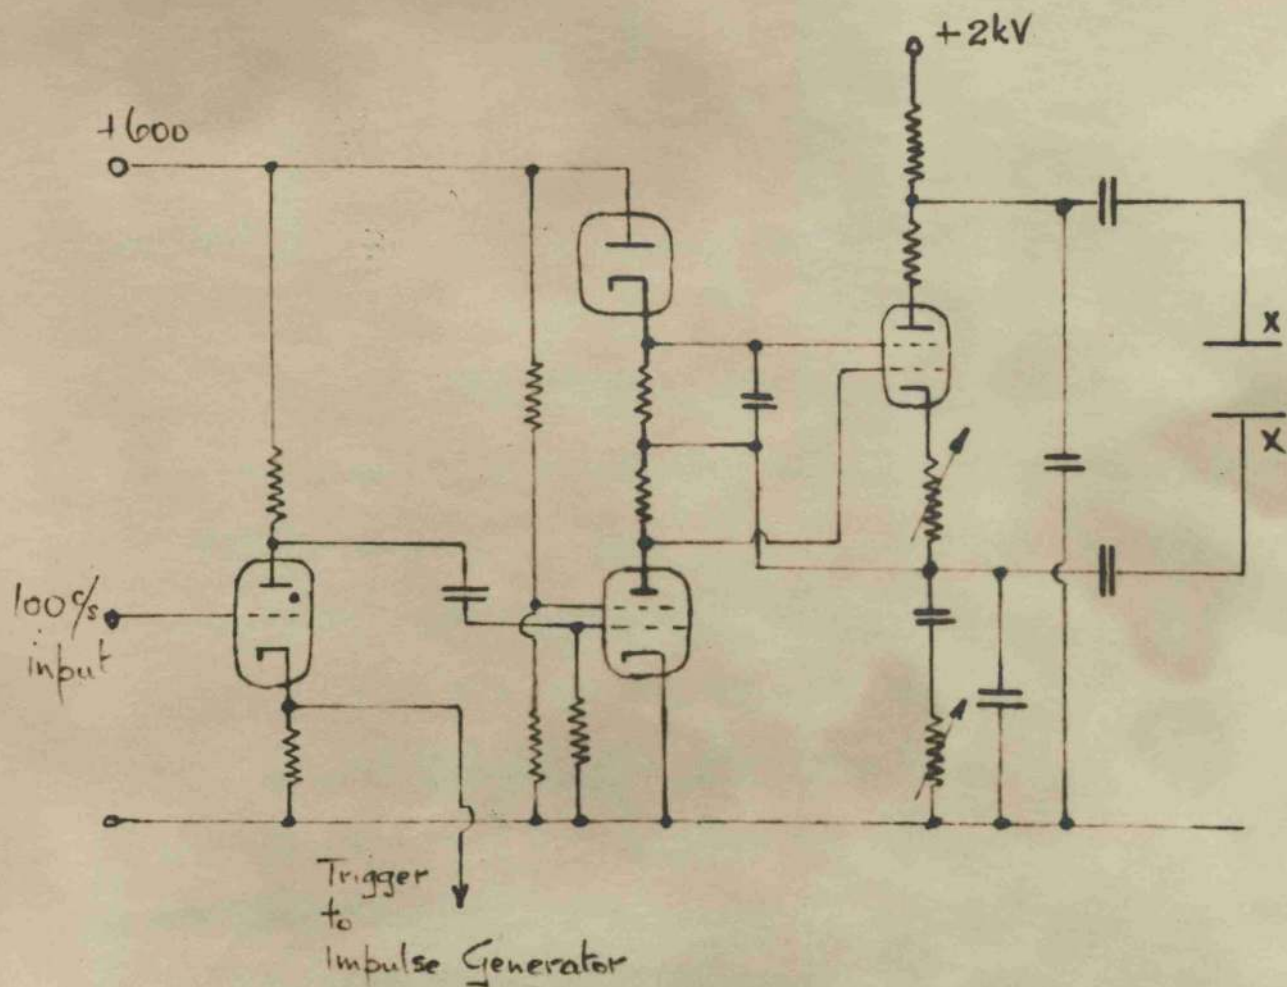 +2kV
+600
X
X
100 c/s
input
Trigger
to
Impulse Generator